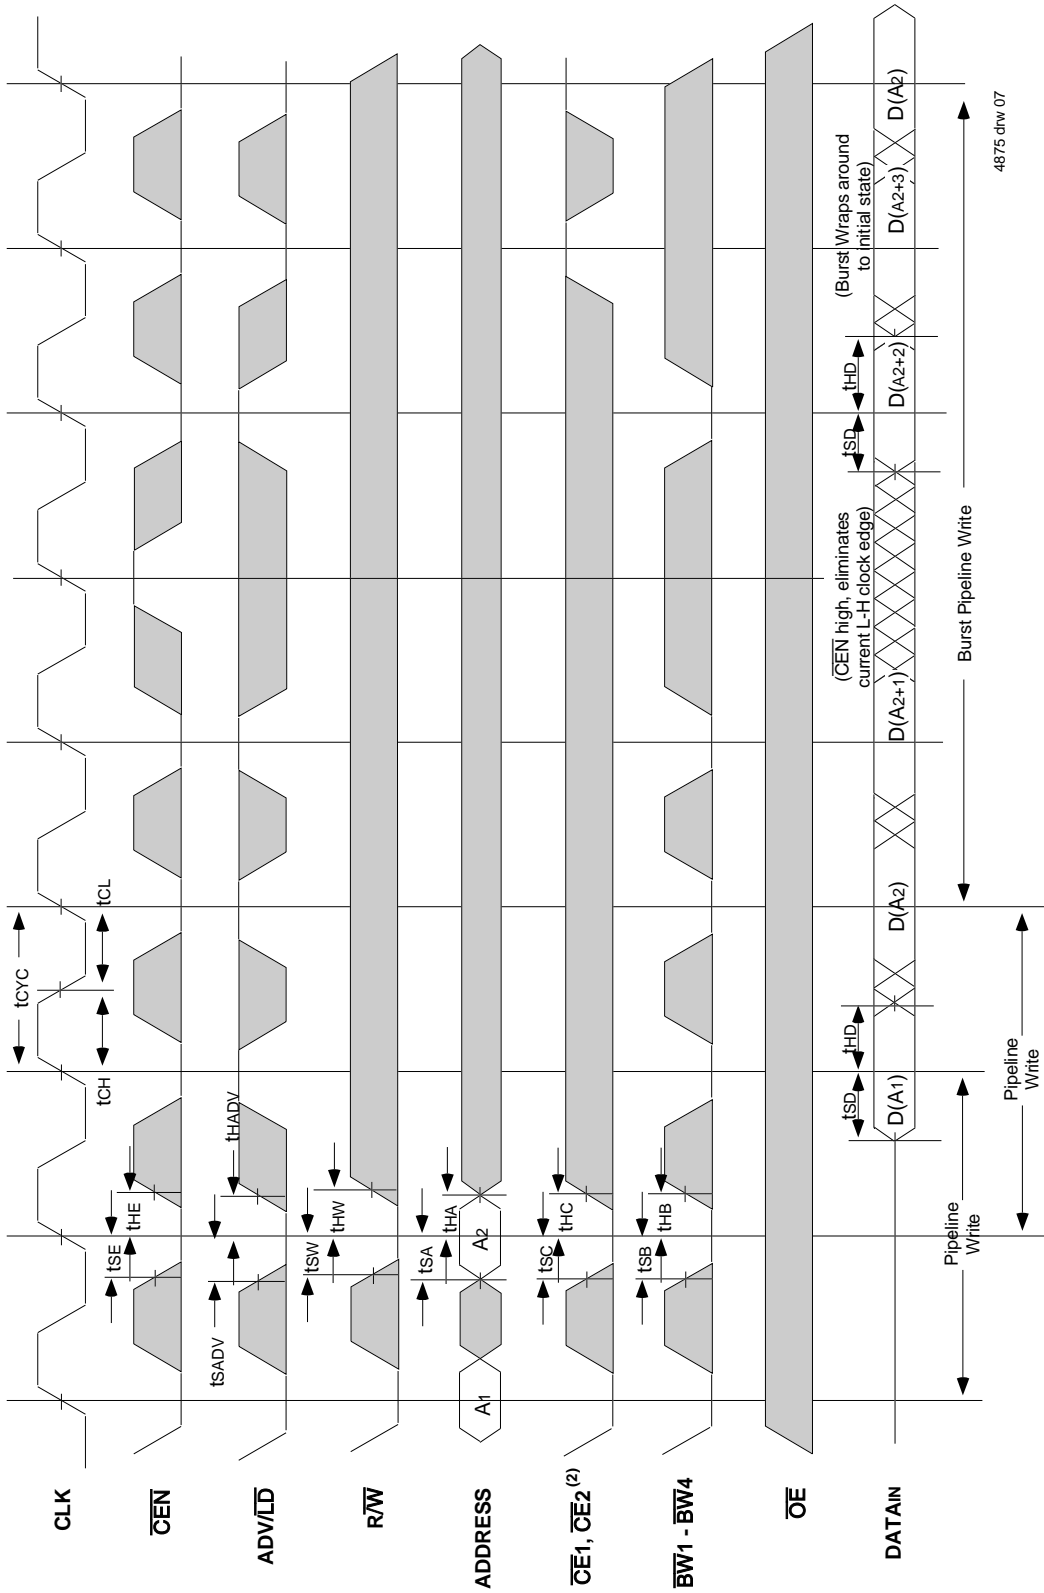 CLK
tCYC
tCH
tCL
CEN
tSE
tHE
ADV/LD
tSADV
tHADV
R/W
tSW
tHW
ADDRESS
A1
A2
tSA
tHA
CE1, CE2 (2)
tSC
tHC
BW1 - BW4
tSB
tHB
OE
DATAIN
tSD
tHD
D(A1)
D(A2)
D(A2+1)
(CEN high, eliminates
current L-H clock edge)
tSD
tHD
D(A2+2)
(Burst Wraps around
to initial state)
D(A2+3)
D(A2)
Pipeline
Write
Pipeline
Write
Burst Pipeline Write
4875 drw 07